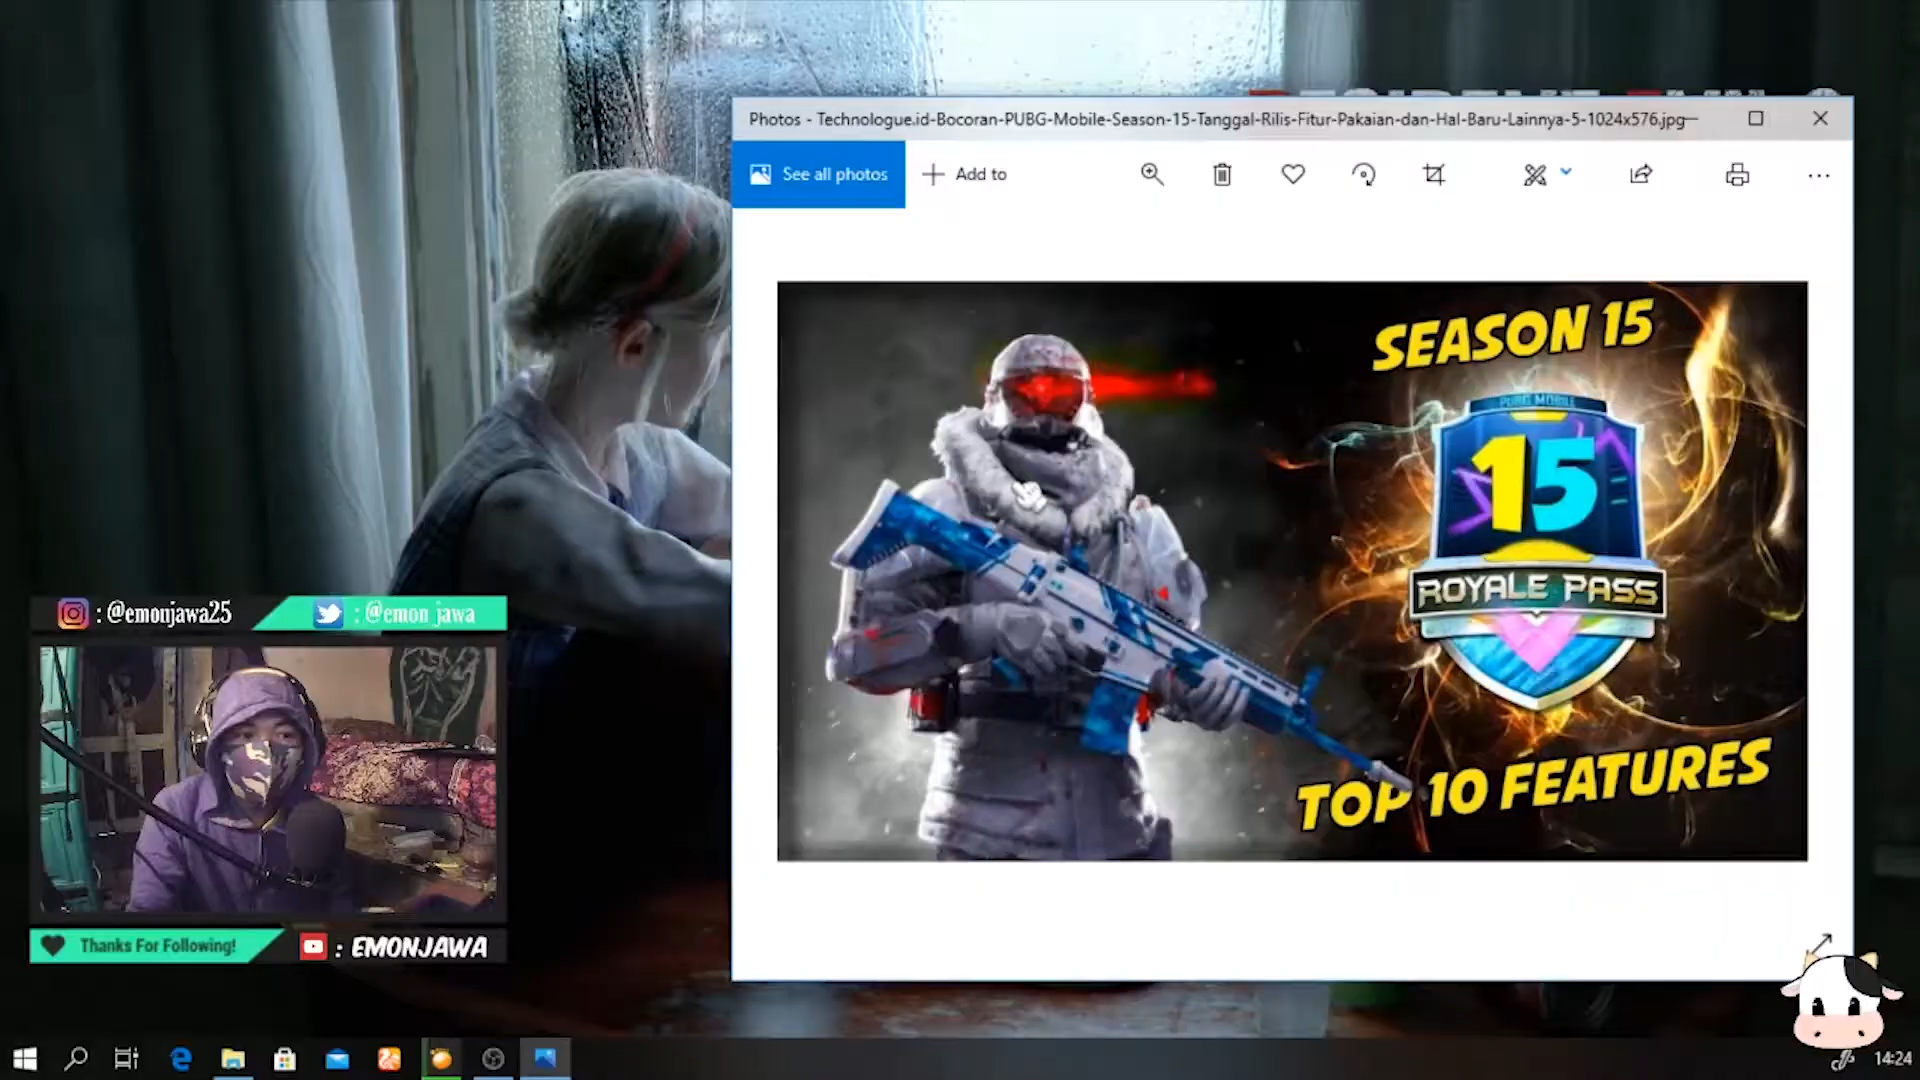 Photos - Technologue.id-Bocoran-PUBG-Mobile-Season-15-Tanggal-Rilis-Fitur-Pakaian-dan-Hal-Baru-Lainnya-5-1024x576.jpg
See all photos
Add to
SEASON 15
PUBG MOBILE
15
ROYALE PASS
TOP 10 FEATURES
: @emonjawa25
: @emon jawa
Thanks For Following!
: EMONJAWA
14:24